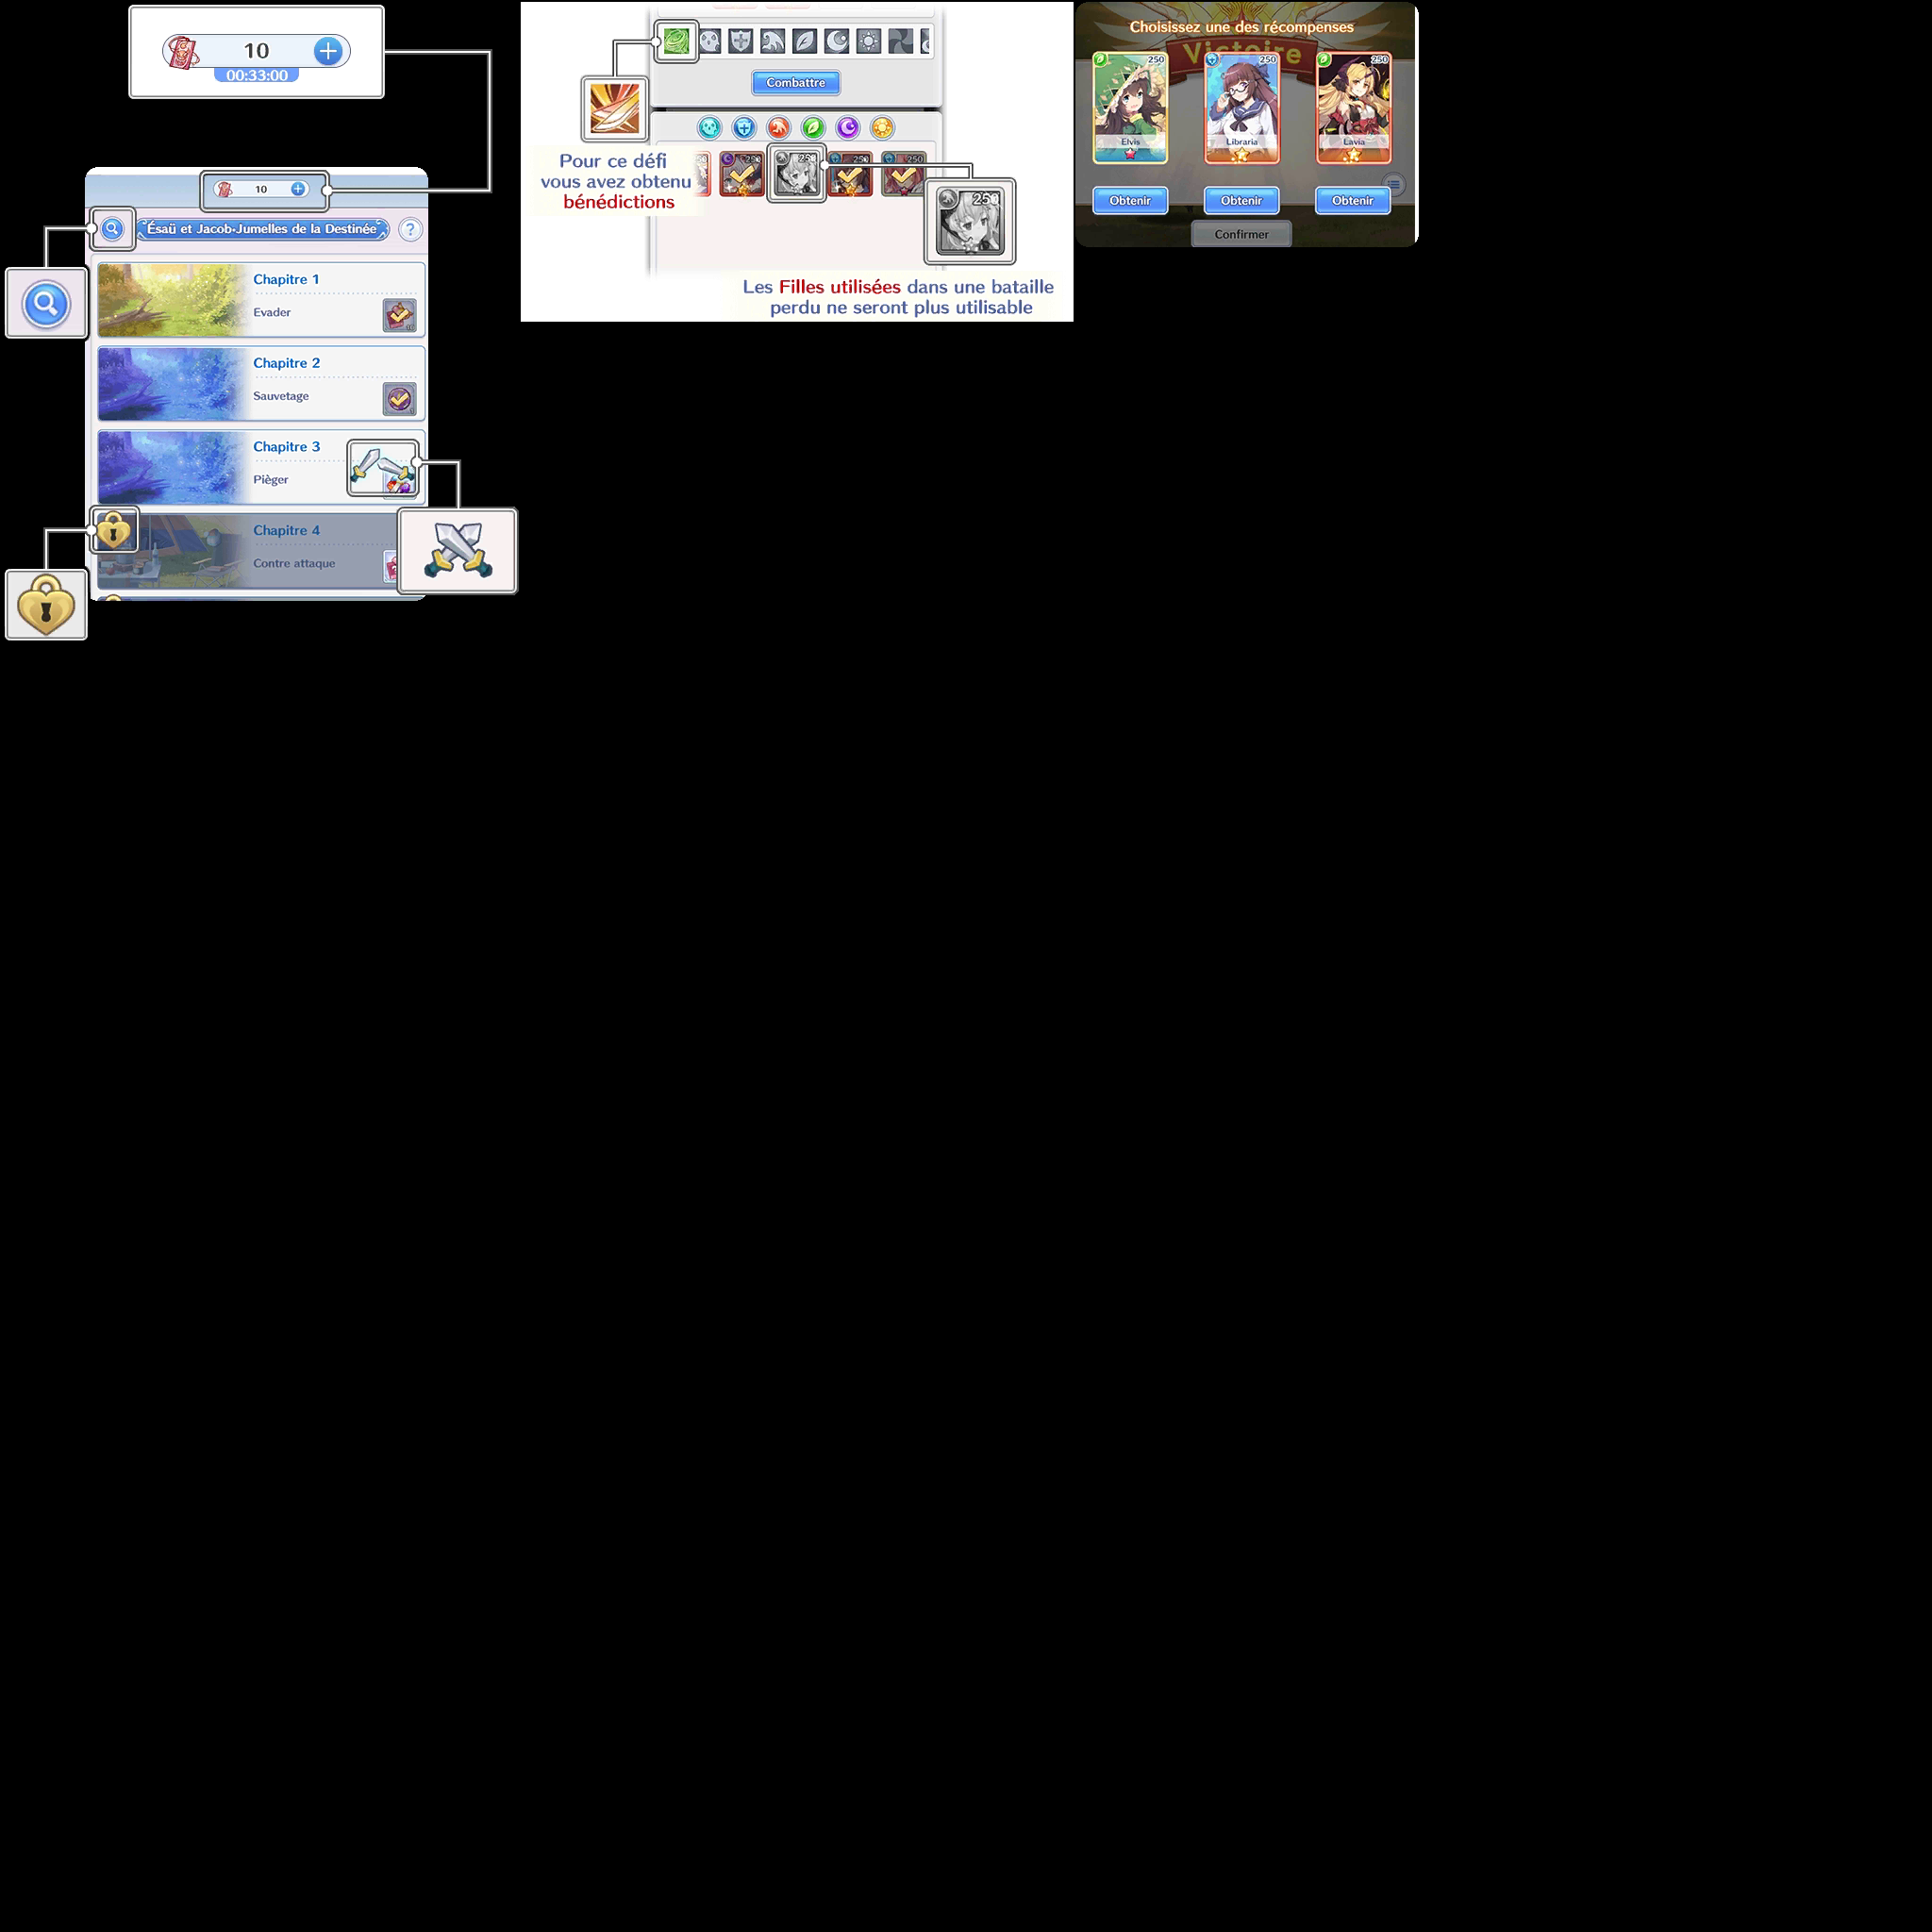 10
00:33:00
10
Ésaü et Jacob-Jumelles de la Destinée
?
Chapitre 1
Evader
Chapitre 2
Sauvetage
1
Chapitre 3
Pièger
Chapitre 4
Contre attaque
Combattre
Pour ce défi
vous avez obtenu
bénédictions
250
250
250
250
250
Les Filles utilisées dans une bataille
perdu ne seront plus utilisable
Choisissez une des récompenses
Victoire
250
250
250
Elvis
Libraria
Lavia
Obtenir
Obtenir
Obtenir
Confirmer